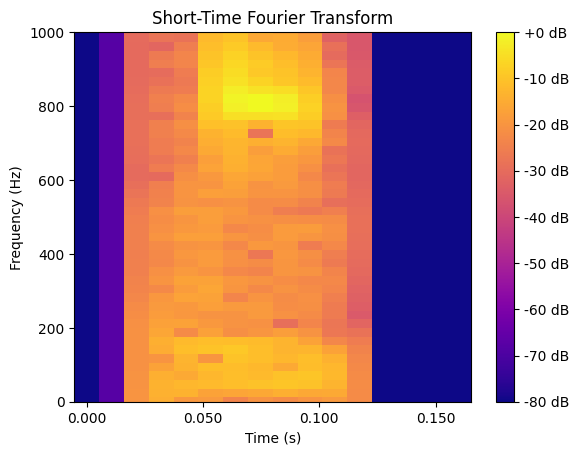 Short-Time Fourier Transform
1000
800
600
400
200
0
Frequency (Hz)
0.000
0.050
0.100
0.150
Time (s)
+0 dB
-10 dB
-20 dB
-30 dB
-40 dB
-50 dB
-60 dB
-70 dB
-80 dB